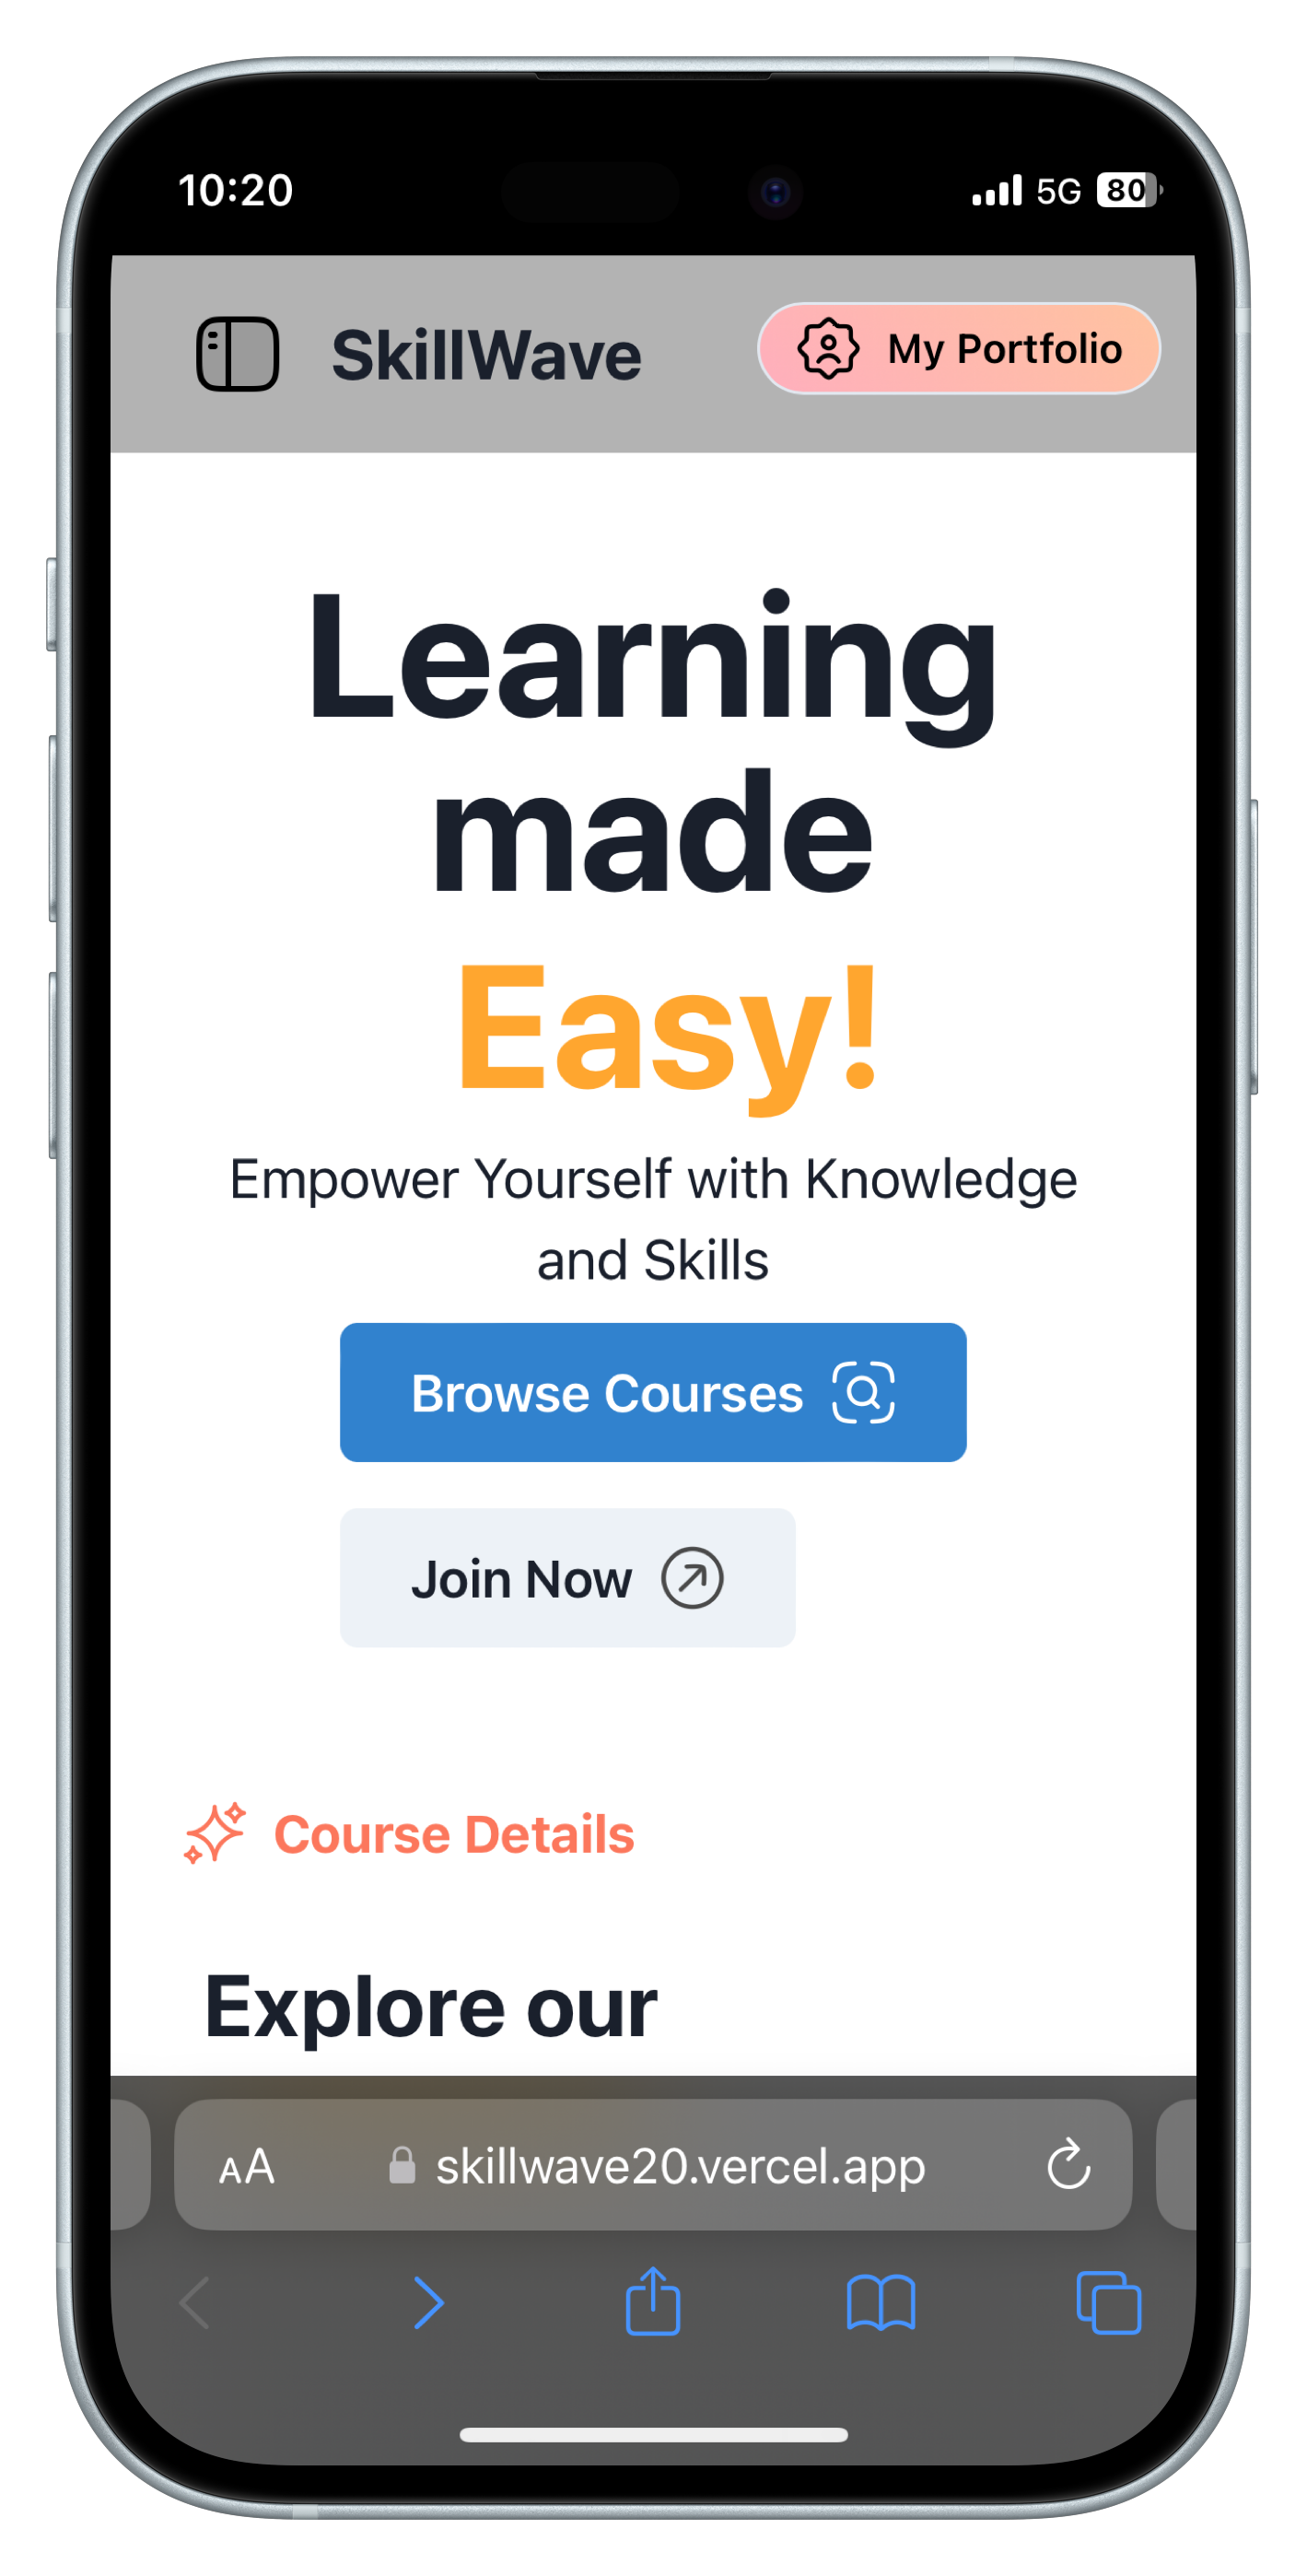 10:20 5G 80
SkillWave My Portfolio
Learning
made
Easy!
Empower Yourself with Knowledge
and Skills
Browse Courses
Join Now
Course Details
Explore our
AA skillwave20.vercel.app